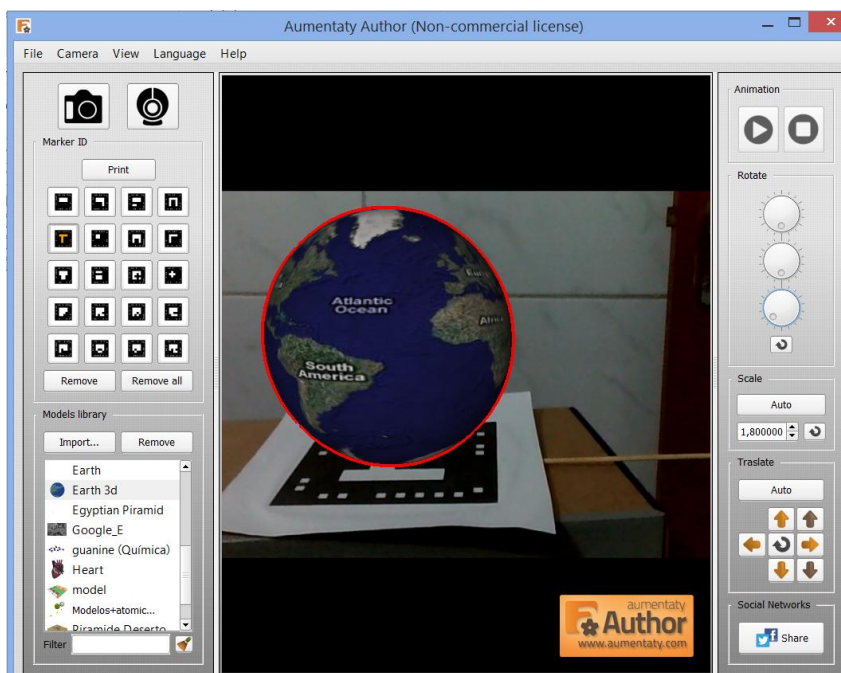 Aumentaty Author (Non-commercial license)
File Camera View Language Help
Marker ID
Print
Remove
Remove all
Models library
Import...
Remove
Earth
Earth 3d
Egyptian Piramid
Google_E
guanine (Química)
Heart
model
Modelos+atomic...
Piramide Deserto
Filter
Atlantic
Ocean
South
America
aumentaty
Author
www.aumentaty.com
Animation
Rotate
Scale
Auto
1,800000
Traslate
Auto
Social Networks
Share